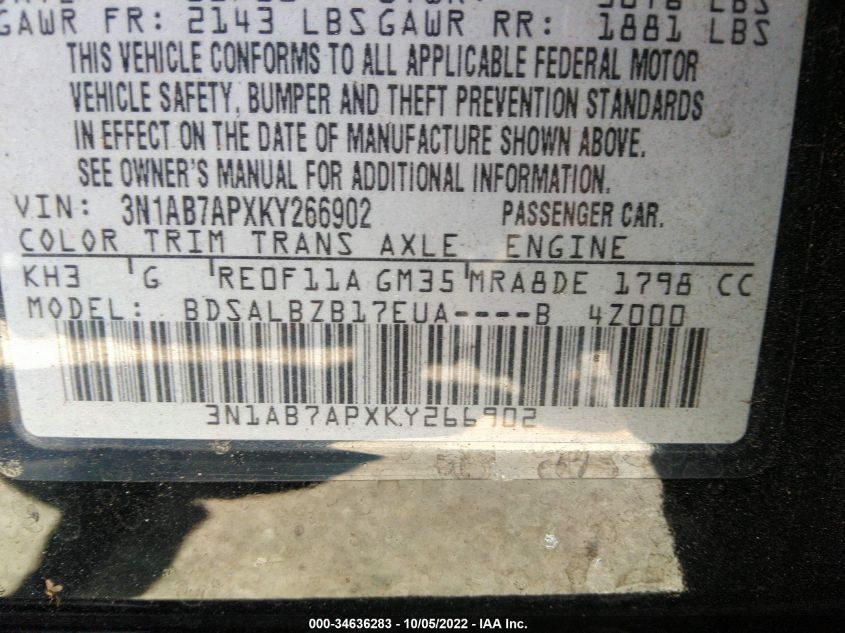 GAWR FR: 2143 LBS GAWR RR: 1881 LBS
THIS VEHICLE CONFORMS TO ALL APPLICABLE FEDERAL MOTOR
VEHICLE SAFETY, BUMPER AND THEFT PREVENTION STANDARDS
IN EFFECT ON THE DATE OF MANUFACTURE SHOWN ABOVE.
SEE OWNER'S MANUAL FOR ADDITIONAL INFORMATION.
VIN: 3N1AB7APXKY266902 PASSENGER CAR.
COLOR TRIM TRANS AXLE ENGINE
KH3 G RE0F11A GM35 MRA8DE 1798 CC
MODEL: BDSALBZB17EUA----B 4Z000
3N1AB7APXKY266902
000-34636283 - 10/05/2022 - IAA Inc.